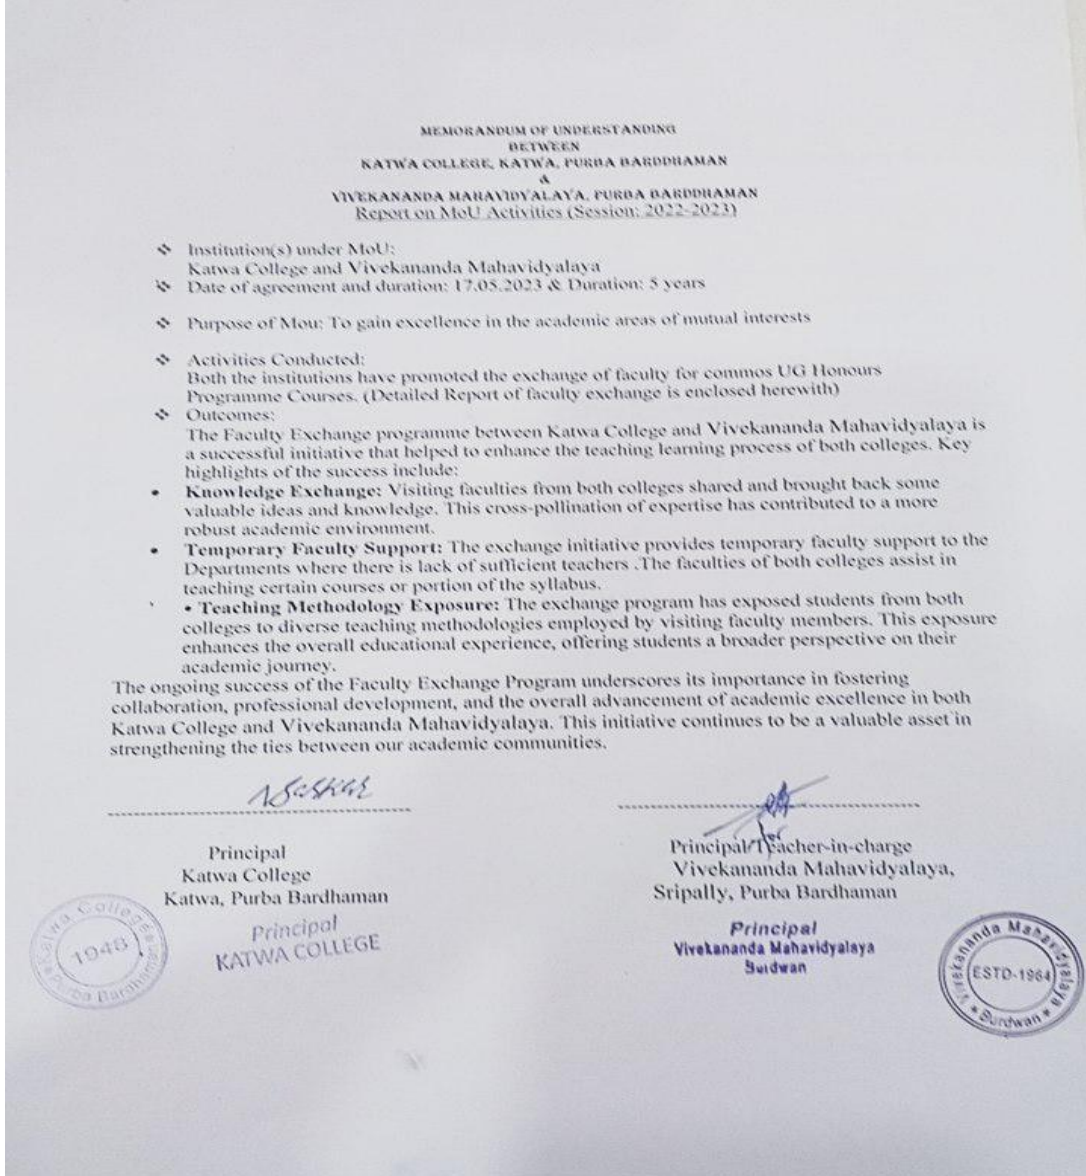 MEMORANDUM OF UNDERSTANDING
BETWEEN
KATWA COLLEGE, KATWA, PURBA BARDDHAMAN
&
VIVEKANANDA MAHAVIDYALAYA, PURBA BARDDHAMAN
Report on MoU Activities (Session: 2022-2023)
❖ Institution(s) under MoU:
Katwa College and Vivekananda Mahavidyalaya
❖ Date of agreement and duration: 17.05.2023 & Duration: 5 years
❖ Purpose of Mou: To gain excellence in the academic areas of mutual interests
❖ Activities Conducted:
Both the institutions have promoted the exchange of faculty for commos UG Honours
Programme Courses. (Detailed Report of faculty exchange is enclosed herewith)
❖ Outcomes:
The Faculty Exchange programme between Katwa College and Vivekananda Mahavidyalaya is
a successful initiative that helped to enhance the teaching learning process of both colleges. Key
highlights of the success include:
• Knowledge Exchange: Visiting faculties from both colleges shared and brought back some
valuable ideas and knowledge. This cross-pollination of expertise has contributed to a more
robust academic environment.
• Temporary Faculty Support: The exchange initiative provides temporary faculty support to the
Departments where there is lack of sufficient teachers .The faculties of both colleges assist in
teaching certain courses or portion of the syllabus.
• Teaching Methodology Exposure: The exchange program has exposed students from both
colleges to diverse teaching methodologies employed by visiting faculty members. This exposure
enhances the overall educational experience, offering students a broader perspective on their
academic journey.
The ongoing success of the Faculty Exchange Program underscores its importance in fostering
collaboration, professional development, and the overall advancement of academic excellence in both
Katwa College and Vivekananda Mahavidyalaya. This initiative continues to be a valuable asset in
strengthening the ties between our academic communities.
Principal
Katwa College
Katwa, Purba Bardhaman
Principal
KATWA COLLEGE
Katwa College
1948
Purba Bardhaman
for
Principal/Teacher-in-charge
Vivekananda Mahavidyalaya,
Sripally, Purba Bardhaman
Principal
Vivekananda Mahavidyalaya
Burdwan
Vivekananda Mahavidyalaya
ESTD-1964
* Burdwan *